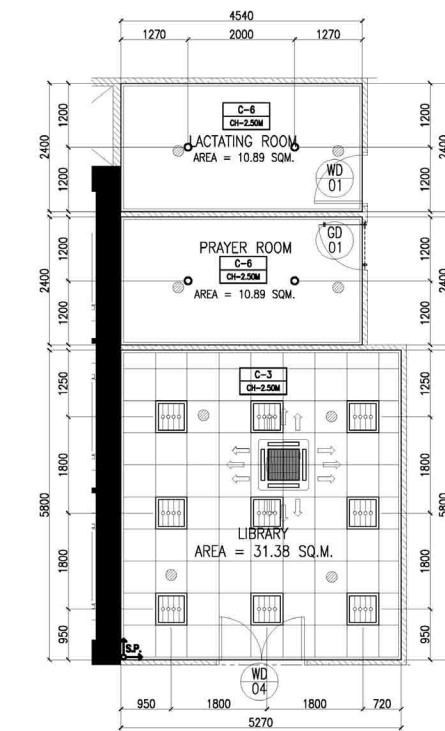 4540
1270 2000 1270
C-6
CH-2.50M
LACTATING ROOM
AREA = 10.89 SQM.
WD
01
1200
1200
2400
1200
1200
2400
GD
01
PRAYER ROOM
C-6
CH-2.50M
AREA = 10.89 SQM.
1200
1200
2400
1200
1200
2400
C-3
CH-2.50M
LIBRARY
AREA = 31.38 SQ.M.
1250
1800
1800
950
5800
1250
1800
1800
950
5800
S.P.
WD
04
950 1800 1800 720
5270